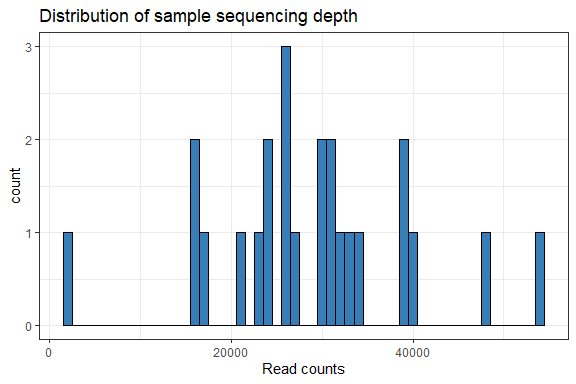 Distribution of sample sequencing depth
3
2
1
0
count
0 20000 40000
Read counts